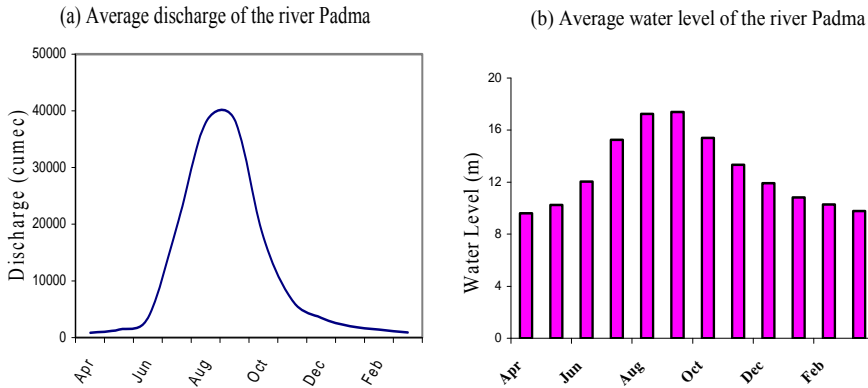 (a) Average discharge of the river Padma
50000
40000
30000
20000
10000
0
Discharge (cumec)
Apr
Jun
Aug
Oct
Dec
Feb
(b) Average water level of the river Padma
20
16
12
8
4
0
Water Level (m)
Apr
Jun
Aug
Oct
Dec
Feb